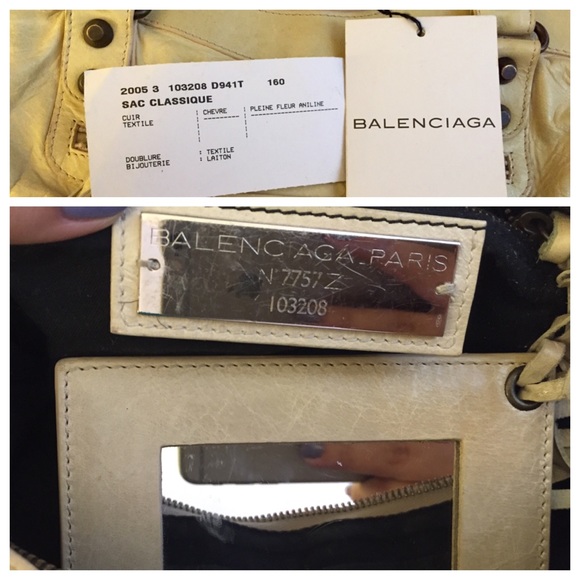 2005 3 103208 D941T 160
SAC CLASSIQUE
CUIR : CHEVRE : PLEINE FLEUR ANILINE
TEXTILE : ---------- : --------------------
DOUBLURE : TEXTILE
BIJOUTERIE : LAITON
BALENCIAGA
BALENCIAGA-PARIS
N°7757 Z
103208